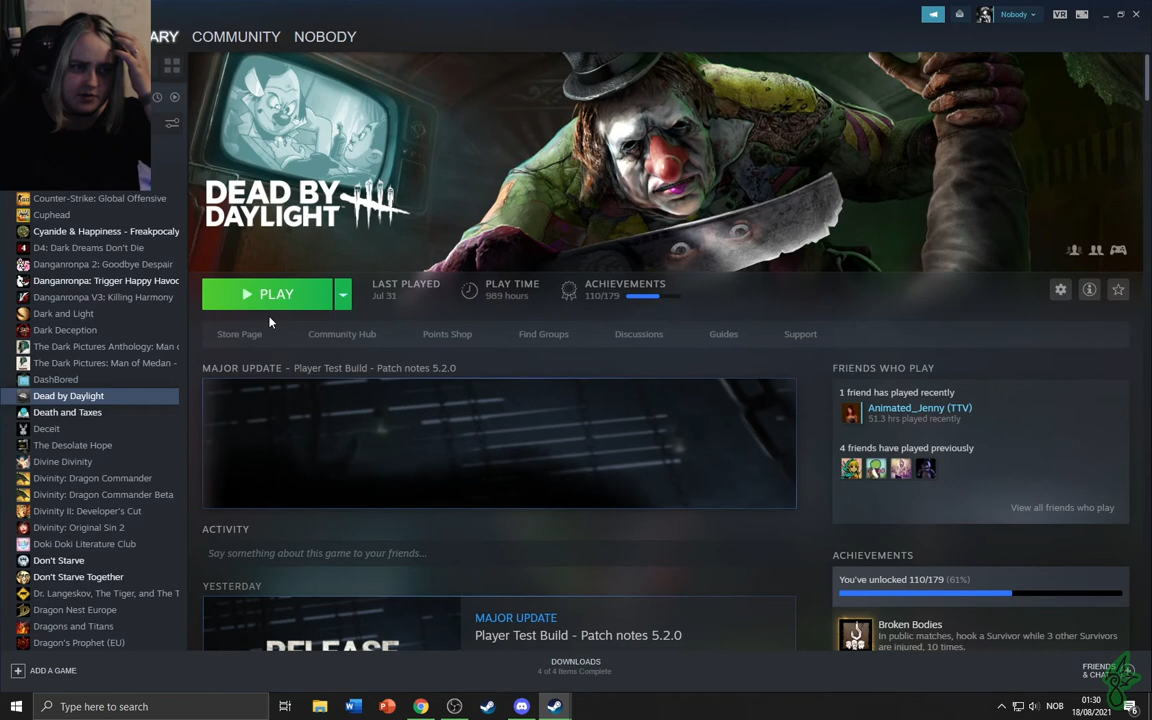 Nobody
VR
ARY
COMMUNITY
NOBODY
Counter-Strike: Global Offensive
Cuphead
Cyanide & Happiness - Freakpocaly
D4: Dark Dreams Don't Die
Danganronpa 2: Goodbye Despair
Danganronpa: Trigger Happy Havoc
Danganronpa V3: Killing Harmony
Dark and Light
Dark Deception
The Dark Pictures Anthology: Man o
The Dark Pictures: Man of Medan -
DashBored
Dead by Daylight
Death and Taxes
Deceit
The Desolate Hope
Divine Divinity
Divinity: Dragon Commander
Divinity: Dragon Commander Beta
Divinity II: Developer's Cut
Divinity: Original Sin 2
Doki Doki Literature Club
Don't Starve
Don't Starve Together
Dr. Langeskov, The Tiger, and The T
Dragon Nest Europe
Dragons and Titans
Dragon's Prophet (EU)
DEAD BY
DAYLIGHT
PLAY
LAST PLAYED
Jul 31
PLAY TIME
989 hours
ACHIEVEMENTS
110/179
Store Page
Community Hub
Points Shop
Find Groups
Discussions
Guides
Support
MAJOR UPDATE - Player Test Build - Patch notes 5.2.0
ACTIVITY
Say something about this game to your friends...
YESTERDAY
RELEASE
MAJOR UPDATE
Player Test Build - Patch notes 5.2.0
FRIENDS WHO PLAY
1 friend has played recently
Animated_Jenny (TTV)
51.3 hrs played recently
4 friends have played previously
View all friends who play
ACHIEVEMENTS
You've unlocked 110/179 (61%)
Broken Bodies
In public matches, hook a Survivor while 3 other Survivors
are injured, 10 times.
ADD A GAME
DOWNLOADS
4 of 4 Items Complete
FRIENDS
& CHAT
Type here to search
NOB
01:30
18/08/2021
6